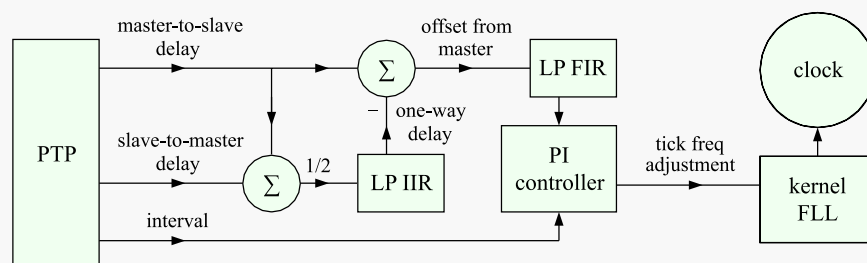 master-to-slave
delay
offset from
master
Σ
LP FIR
clock
−
one-way
delay
PTP
slave-to-master
delay
Σ
1/2
LP IIR
PI
controller
tick freq
adjustment
kernel
FLL
interval